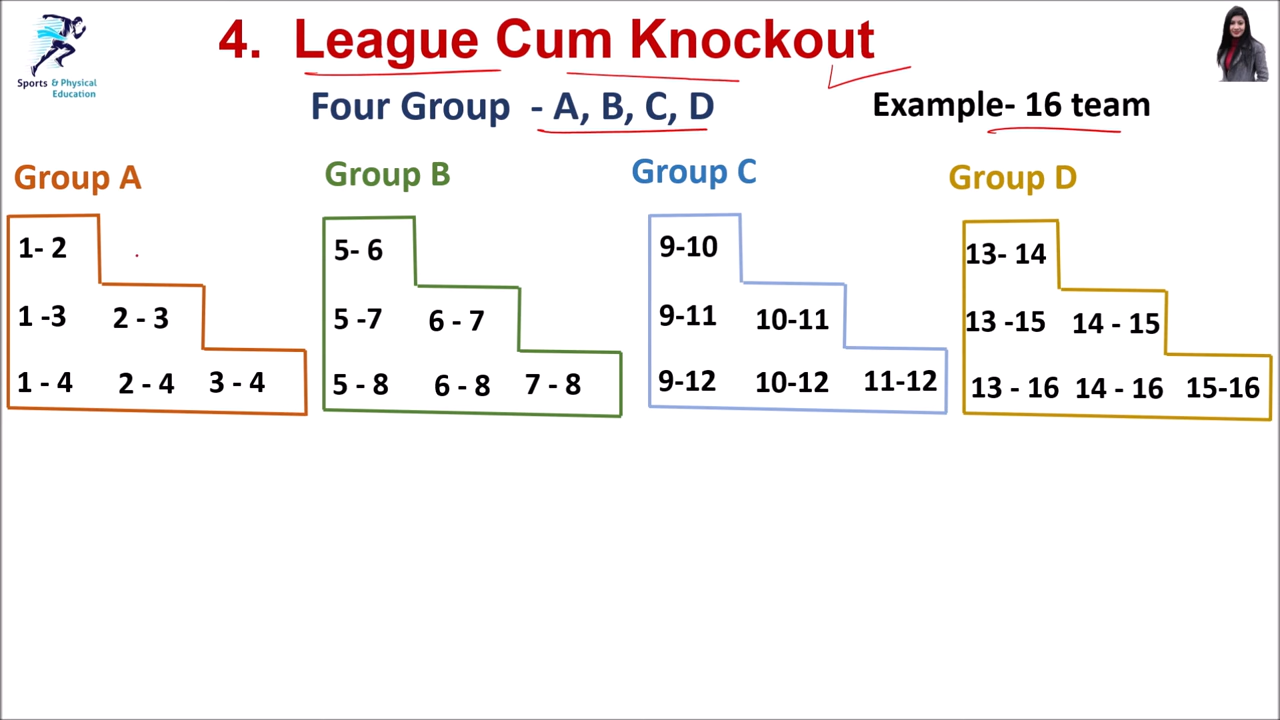 Sports & Physical
Education
4. League Cum Knockout
Four Group - A, B, C, D
Example- 16 team
Group A
1- 2
1 -3 2 - 3
1 - 4 2 - 4 3 - 4
Group B
5- 6
5 -7 6 - 7
5 - 8 6 - 8 7 - 8
Group C
9-10
9-11 10-11
9-12 10-12 11-12
Group D
13- 14
13 -15 14 - 15
13 - 16 14 - 16 15-16